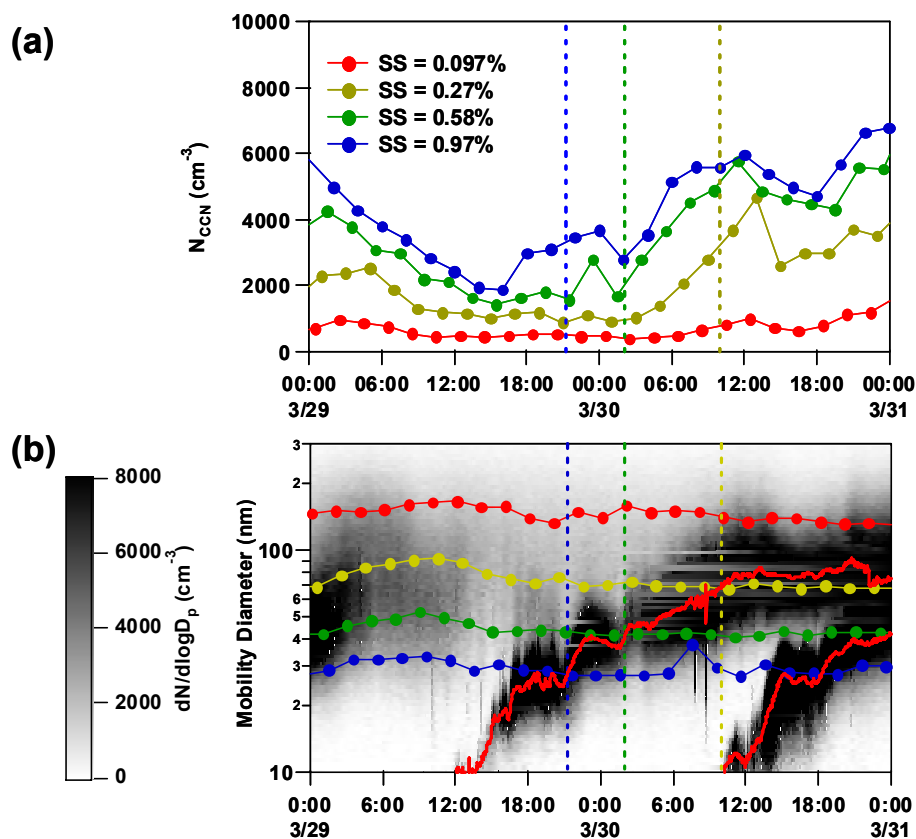 (a)
10000
8000
6000
4000
2000
0
N_CCN (cm⁻³)
SS = 0.097%
SS = 0.27%
SS = 0.58%
SS = 0.97%
00:00 06:00 12:00 18:00 00:00 06:00 12:00 00:00
3/29 3/30 3/31
(b)
8000
6000
4000
2000
0
dN/dlogD_p (cm⁻³)
Mobility Diameter (nm)
3
2
100
6
5
4
3
2
10
0:00 6:00 12:00 18:00 0:00 6:00 12:00 18:00 0:00
3/29 3/30 3/31